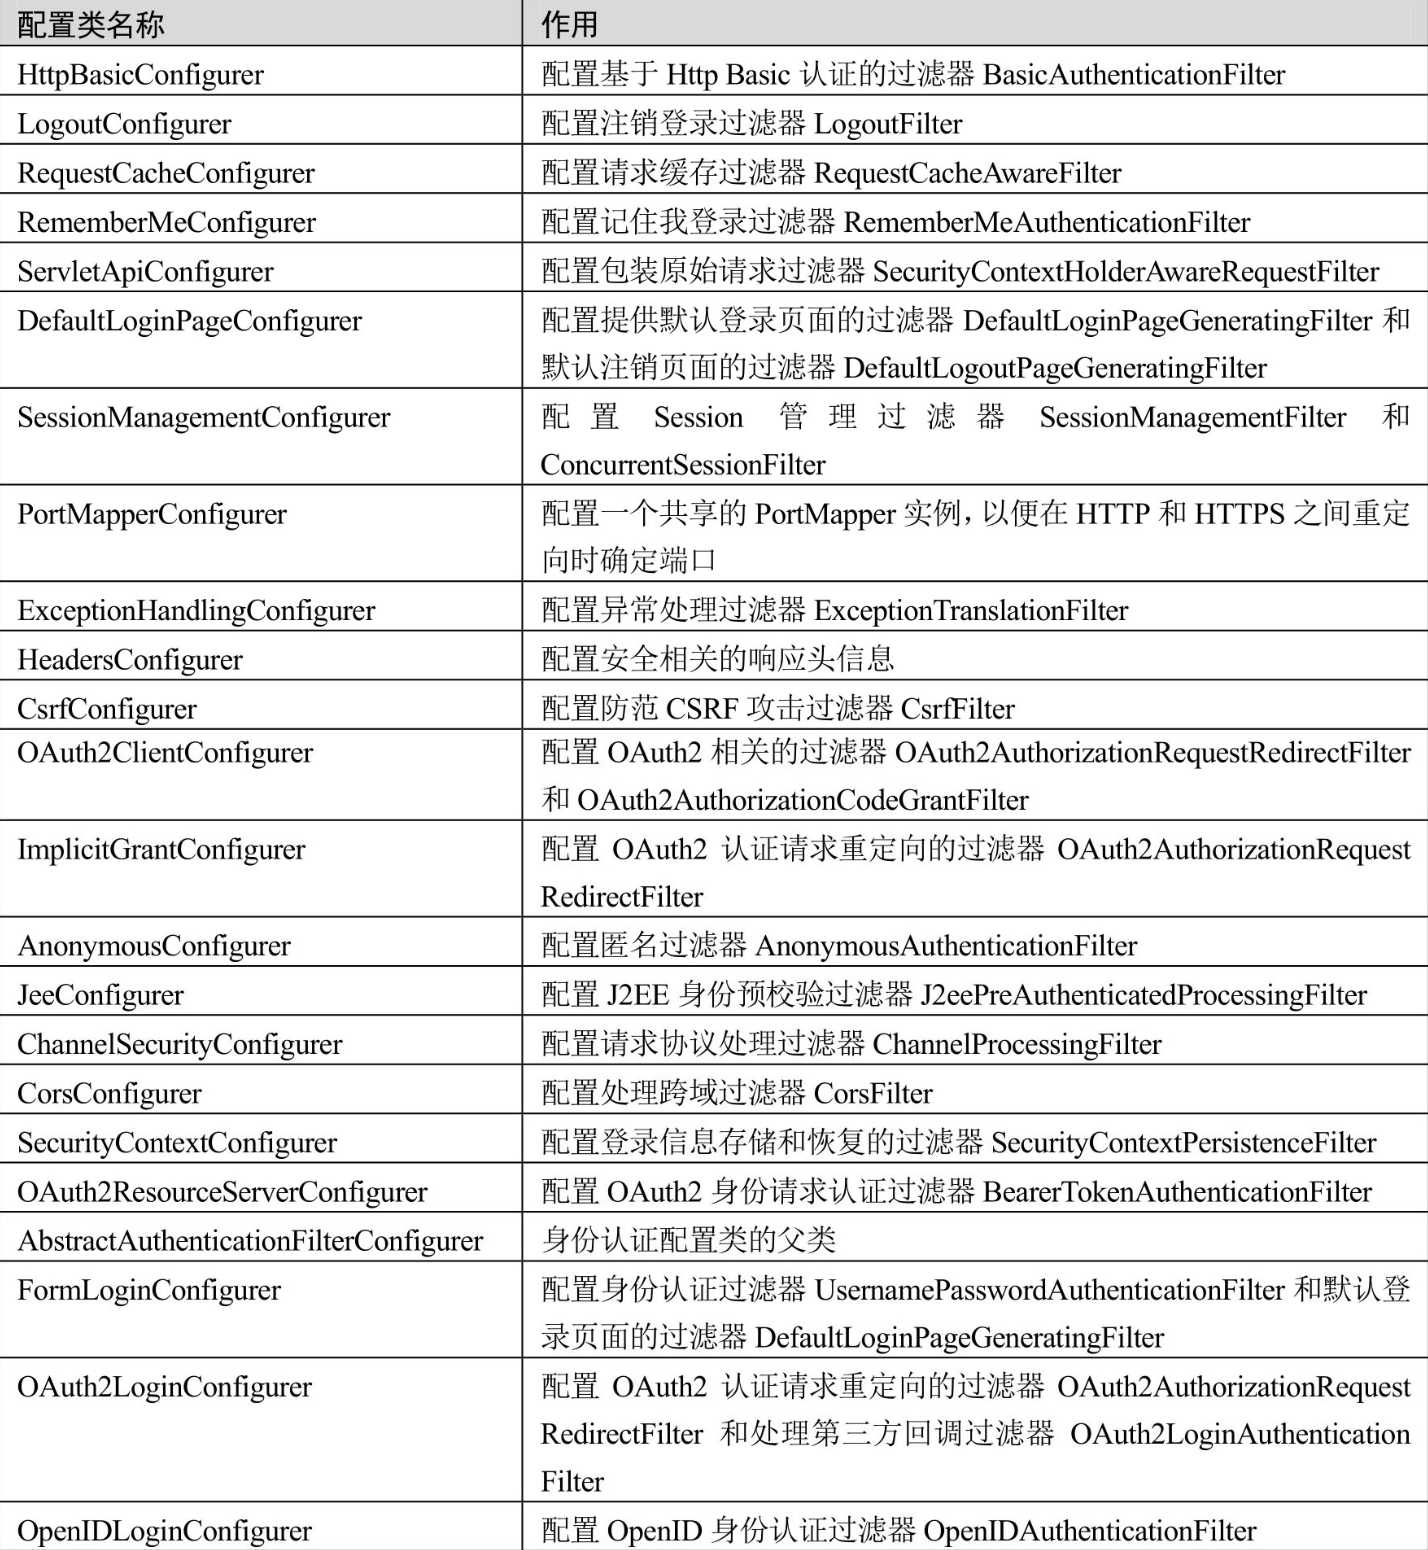 配置类名称 作用
HttpBasicConfigurer 配置基于 Http Basic 认证的过滤器 BasicAuthenticationFilter
LogoutConfigurer 配置注销登录过滤器 LogoutFilter
RequestCacheConfigurer 配置请求缓存过滤器 RequestCacheAwareFilter
RememberMeConfigurer 配置记住我登录过滤器 RememberMeAuthenticationFilter
ServletApiConfigurer 配置包装原始请求过滤器 SecurityContextHolderAwareRequestFilter
DefaultLoginPageConfigurer 配置提供默认登录页面的过滤器 DefaultLoginPageGeneratingFilter 和
默认注销页面的过滤器 DefaultLogoutPageGeneratingFilter
SessionManagementConfigurer 配置 Session 管理过滤器 SessionManagementFilter 和
ConcurrentSessionFilter
PortMapperConfigurer 配置一个共享的 PortMapper 实例，以便在 HTTP 和 HTTPS 之间重定
向时确定端口
ExceptionHandlingConfigurer 配置异常处理过滤器 ExceptionTranslationFilter
HeadersConfigurer 配置安全相关的响应头信息
CsrfConfigurer 配置防范 CSRF 攻击过滤器 CsrfFilter
OAuth2ClientConfigurer 配置 OAuth2 相关的过滤器 OAuth2AuthorizationRequestRedirectFilter
和 OAuth2AuthorizationCodeGrantFilter
ImplicitGrantConfigurer 配置 OAuth2 认证请求重定向的过滤器 OAuth2AuthorizationRequest
RedirectFilter
AnonymousConfigurer 配置匿名过滤器 AnonymousAuthenticationFilter
JeeConfigurer 配置 J2EE 身份预校验过滤器 J2eePreAuthenticatedProcessingFilter
ChannelSecurityConfigurer 配置请求协议处理过滤器 ChannelProcessingFilter
CorsConfigurer 配置处理跨域过滤器 CorsFilter
SecurityContextConfigurer 配置登录信息存储和恢复的过滤器 SecurityContextPersistenceFilter
OAuth2ResourceServerConfigurer 配置 OAuth2 身份请求认证过滤器 BearerTokenAuthenticationFilter
AbstractAuthenticationFilterConfigurer 身份认证配置类的父类
FormLoginConfigurer 配置身份认证过滤器 UsernamePasswordAuthenticationFilter 和默认登
录页面的过滤器 DefaultLoginPageGeneratingFilter
OAuth2LoginConfigurer 配置 OAuth2 认证请求重定向的过滤器 OAuth2AuthorizationRequest
RedirectFilter 和处理第三方回调过滤器 OAuth2LoginAuthentication
Filter
OpenIDLoginConfigurer 配置 OpenID 身份认证过滤器 OpenIDAuthenticationFilter